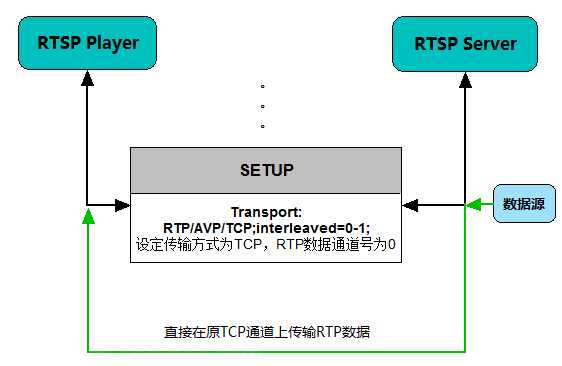 RTSP Player
RTSP Server
SETUP
Transport:
RTP/AVP/TCP;interleaved=0-1;
设定传输方式为TCP，RTP数据通道号为0
数据源
直接在原TCP通道上传输RTP数据